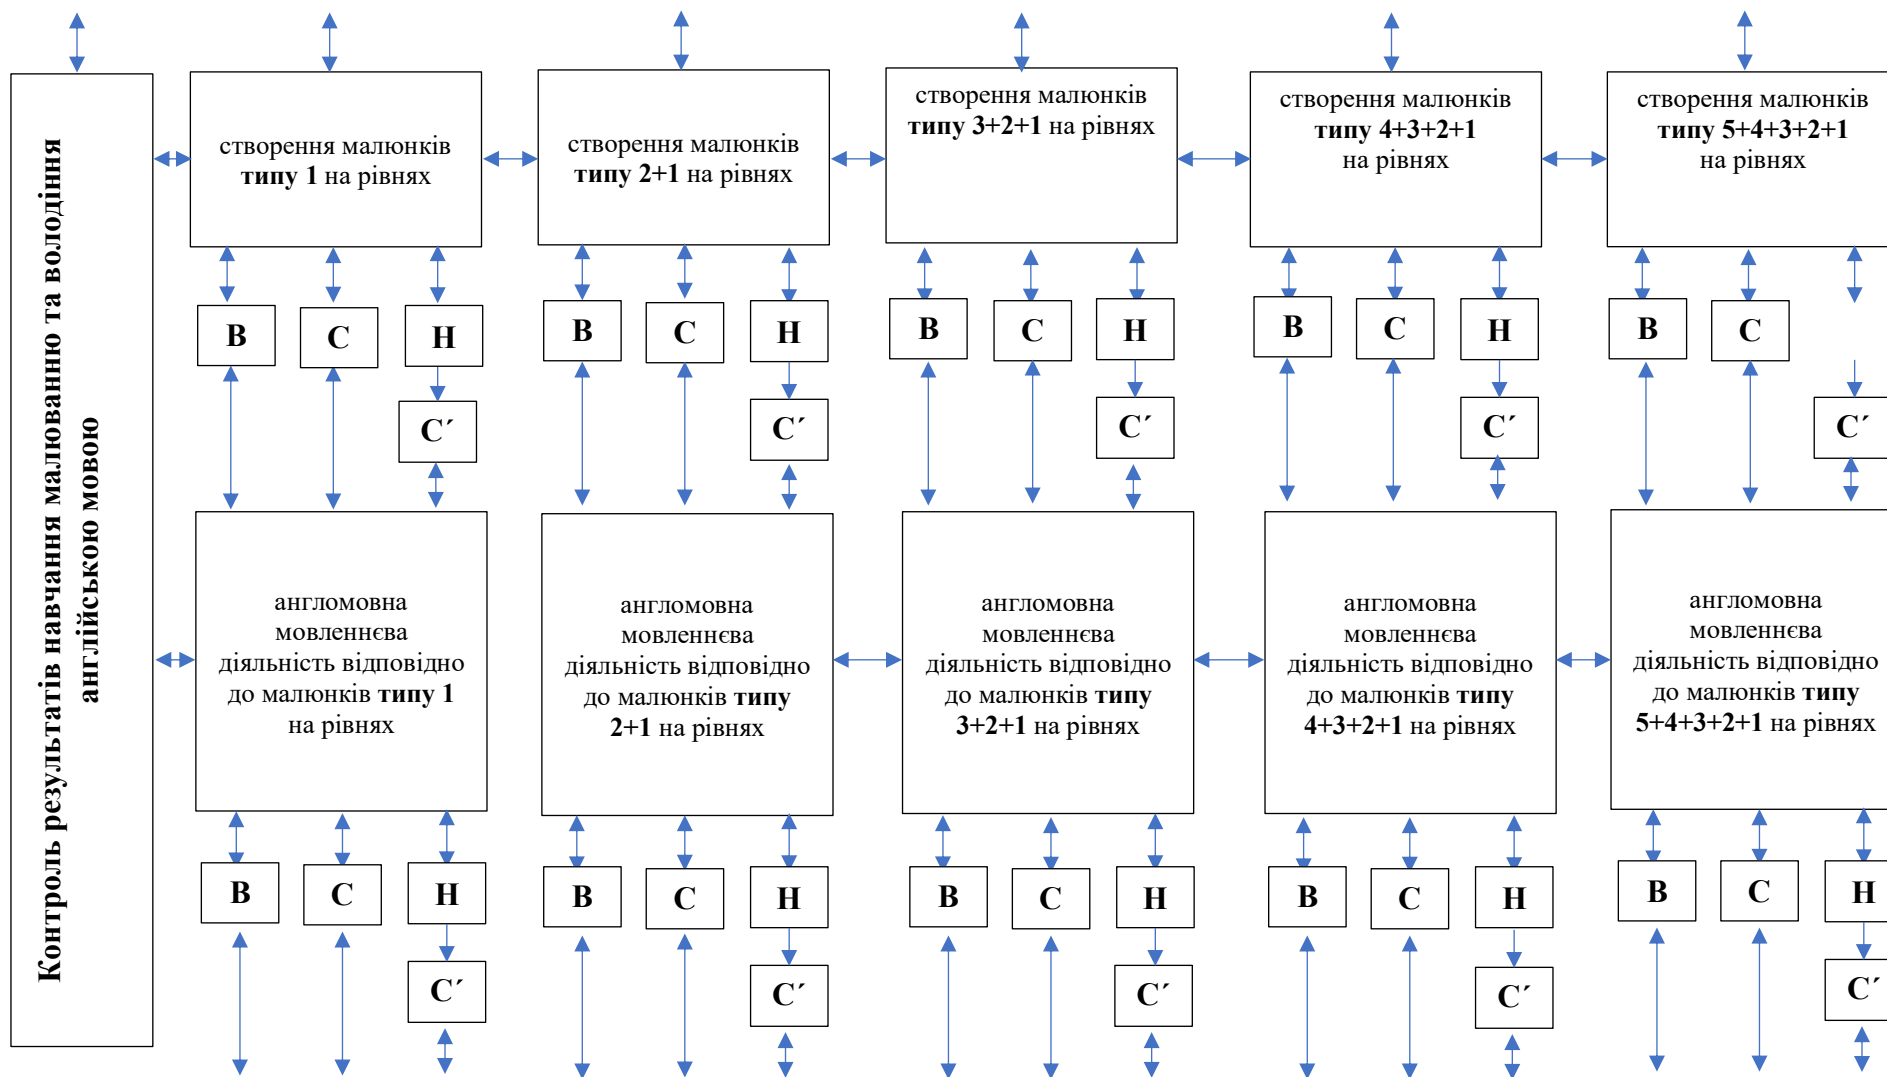 Контроль результатів навчання малюванню та володіння
англійською мовою
створення малюнків
типу 1 на рівнях
створення малюнків
типу 2+1 на рівнях
створення малюнків
типу 3+2+1 на рівнях
створення малюнків
типу 4+3+2+1
на рівнях
створення малюнків
типу 5+4+3+2+1
на рівнях
В
С
Н
В
С
Н
В
С
Н
В
С
Н
В
С
С´
С´
С´
С´
С´
англомовна
мовленнєва
діяльність відповідно
до малюнків типу 1
на рівнях
англомовна
мовленнєва
діяльність відповідно
до малюнків типу
2+1 на рівнях
англомовна
мовленнєва
діяльність відповідно
до малюнків типу
3+2+1 на рівнях
англомовна
мовленнєва
діяльність відповідно
до малюнків типу
4+3+2+1 на рівнях
англомовна
мовленнєва
діяльність відповідно
до малюнків типу
5+4+3+2+1 на рівнях
В
С
Н
В
С
Н
В
С
Н
В
С
Н
В
С
Н
С´
С´
С´
С´
С´